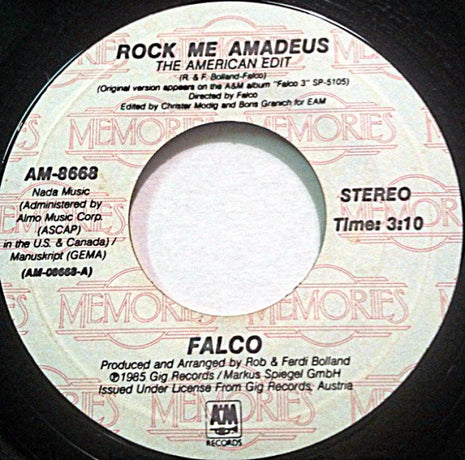 ROCK ME AMADEUS
THE AMERICAN EDIT
(R. & F. Bolland-Falco)
(Original version appears on the A&M album "Falco 3" SP-5105)
Directed by Falco
Edited by Christer Modig and Boris Granich for EAM
MEMORIES
MEMORIES
AM-8668
Nada Music
(Administered by
Almo Music Corp.
(ASCAP)
in the U.S. & Canada) /
Manuskript (GEMA)
(AM-08668-A)
STEREO
Time: 3:10
MEMORIES
MEMORIES
FALCO
Produced and Arranged by Rob & Ferdi Bolland
℗1985 Gig Records / Markus Spiegel GmbH
Issued Under License From Gig Records, Austria
A&M
RECORDS